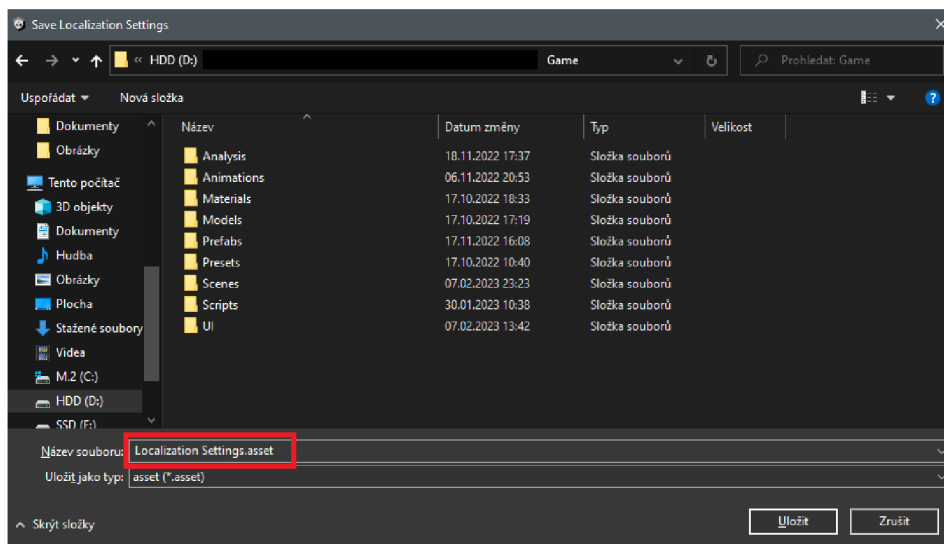 Save Localization Settings
« HDD (D:) Game Prohledat: Game
Uspořádat Nová složka
Dokumenty
Obrázky
Tento počítač
3D objekty
Dokumenty
Hudba
Obrázky
Plocha
Stažené soubory
Videa
M.2 (C:)
HDD (D:)
SSD (F:)
Název Datum změny Typ Velikost
Analysis 18.11.2022 17:37 Složka souborů
Animations 06.11.2022 20:53 Složka souborů
Materials 17.10.2022 18:33 Složka souborů
Models 17.10.2022 17:19 Složka souborů
Prefabs 17.11.2022 16:08 Složka souborů
Presets 17.10.2022 10:40 Složka souborů
Scenes 07.02.2023 23:23 Složka souborů
Scripts 30.01.2023 10:38 Složka souborů
UI 07.02.2023 13:42 Složka souborů
Název souboru: Localization Settings.asset
Uložit jako typ: asset (*.asset)
Skrýt složky Uložit Zrušit